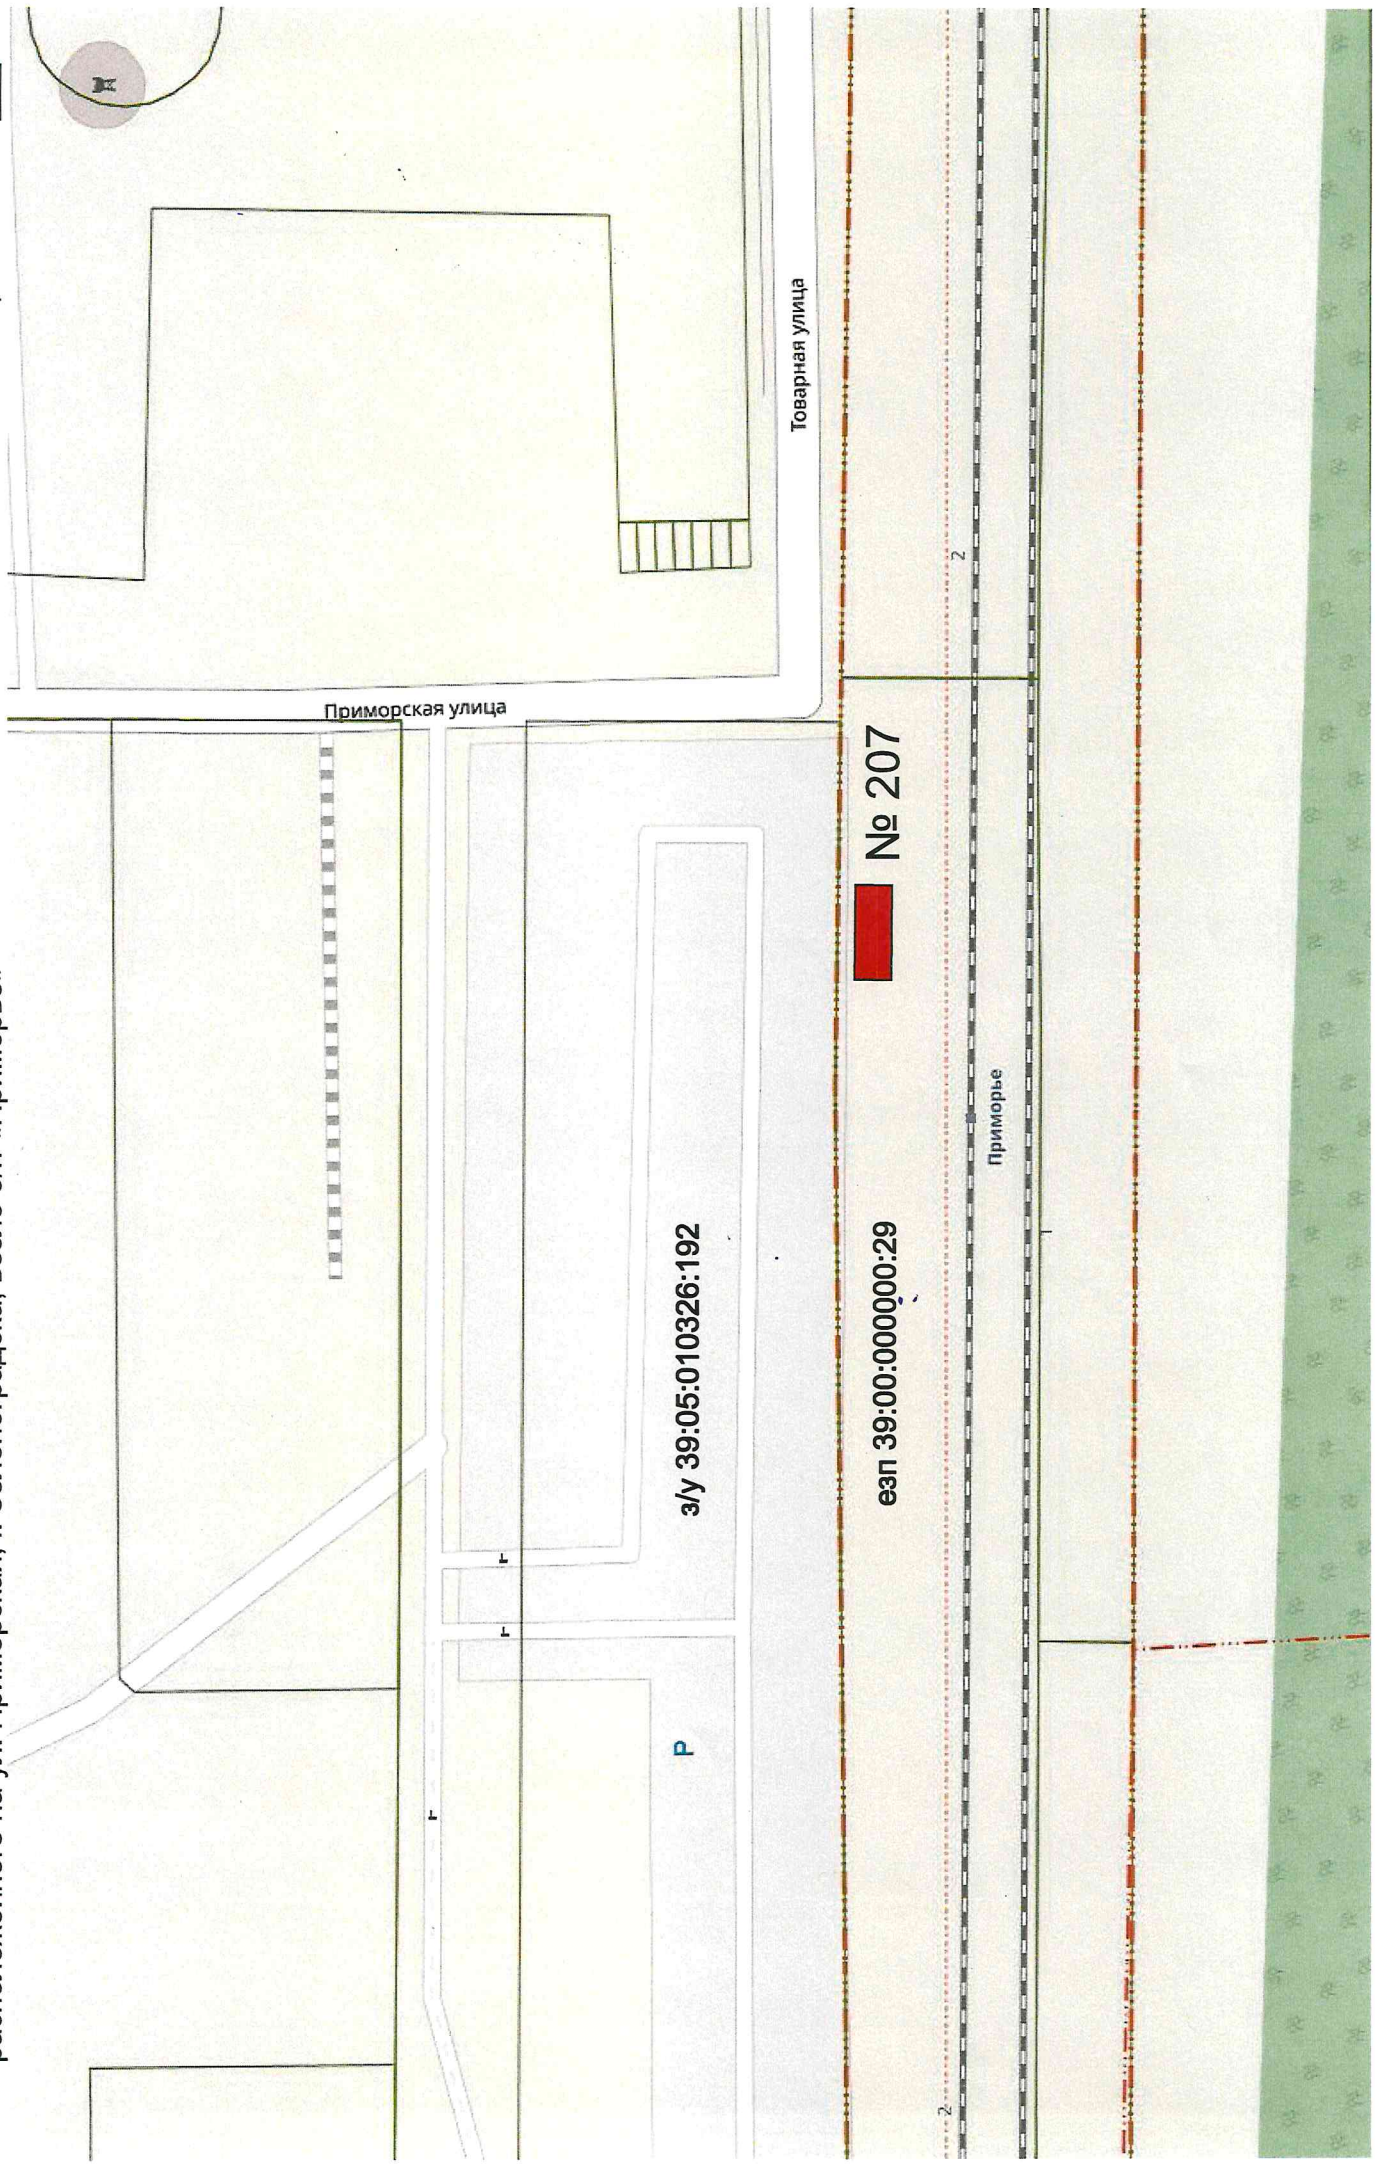 Приморская улица
Товарная улица
№ 207
2
з/у 39:05:010326:192
езп 39:00:000000:29
Приморье
P
2